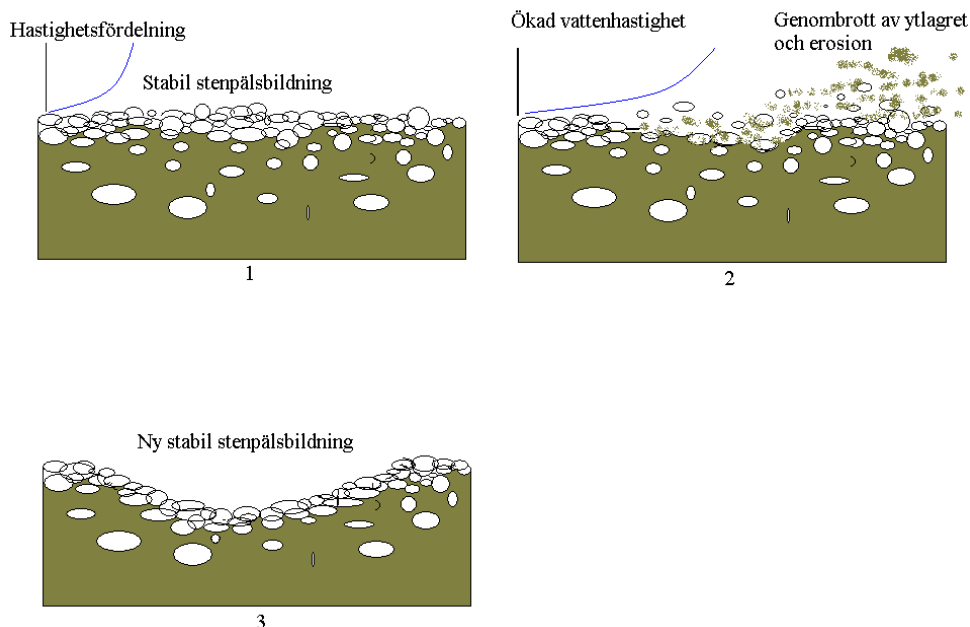 Hastighetsfördelning
Stabil stenpälsbildning
1
Ökad vattenhastighet
Genombrott av ytlagret
och erosion
2
Ny stabil stenpälsbildning
3